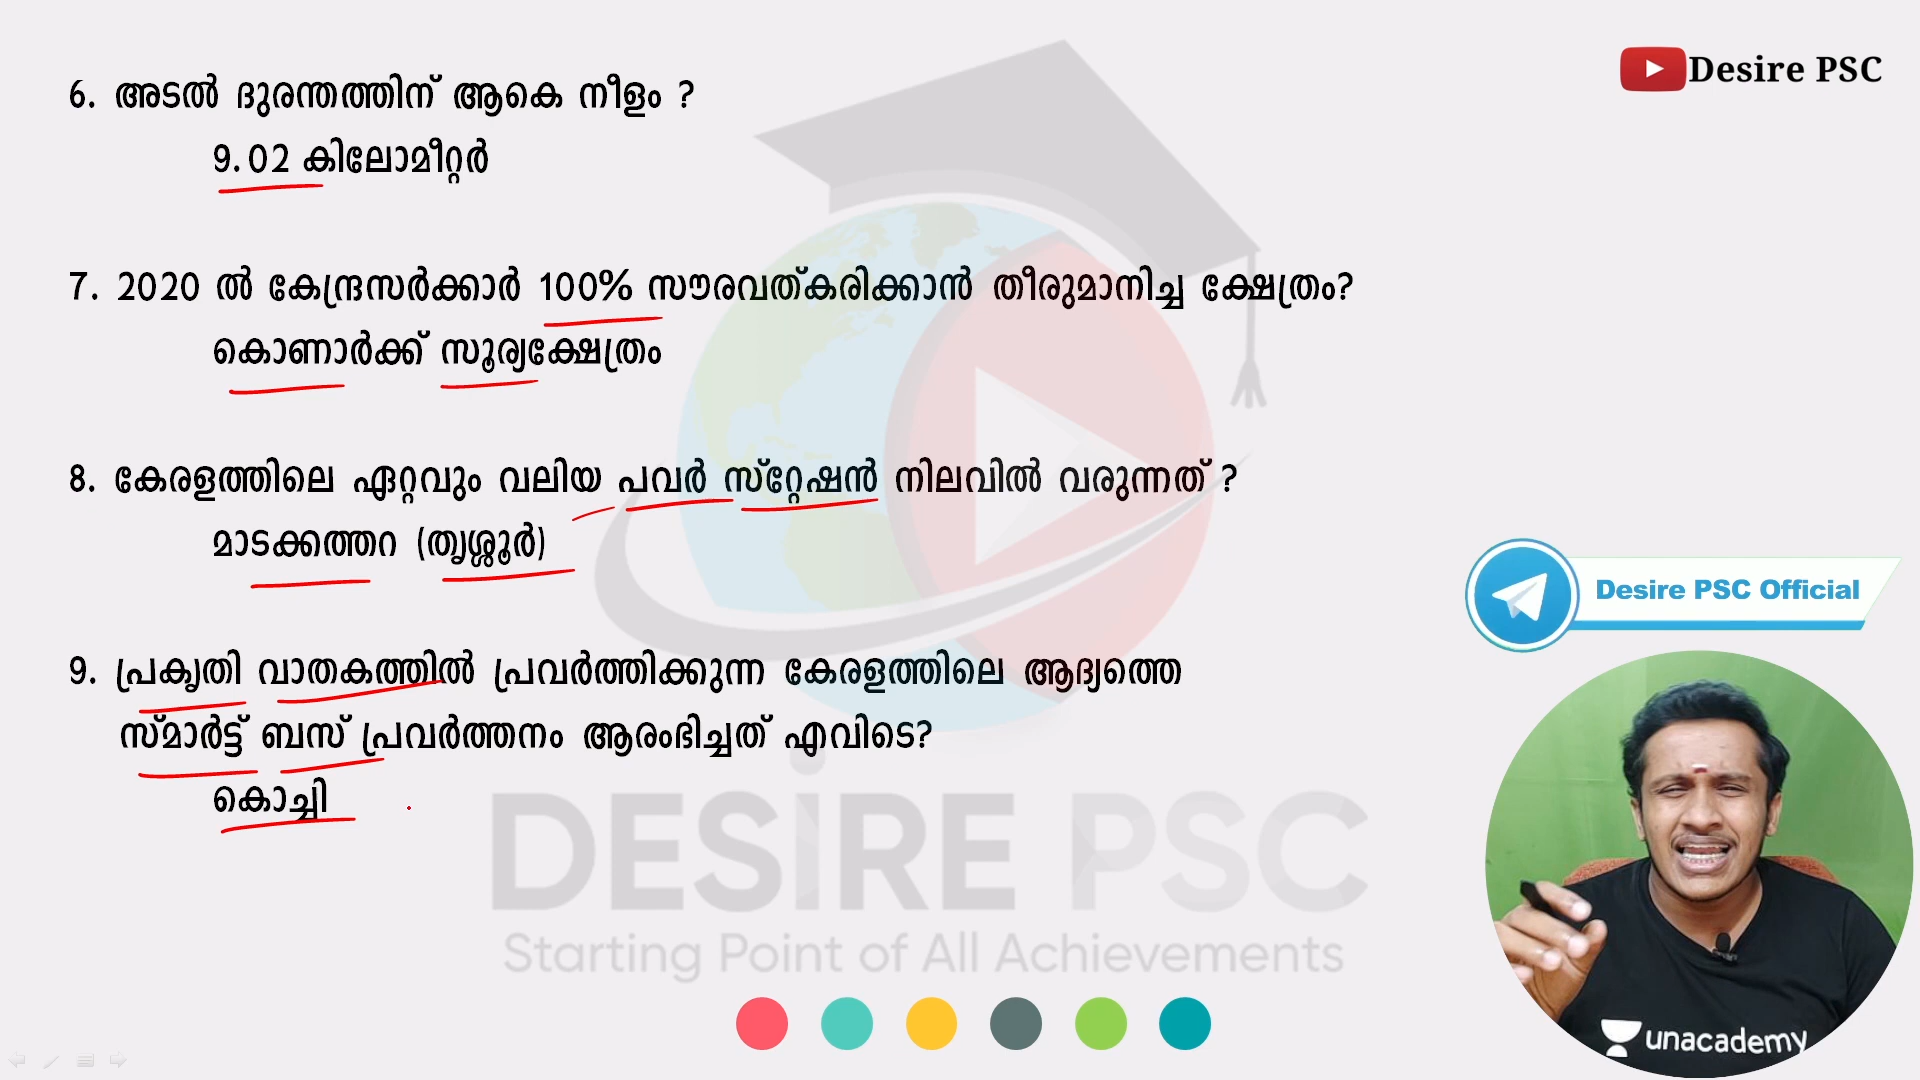 6. അടൽ ദുരന്തത്തിന് ആകെ നീളം ?
9.02 കിലോമീറ്റർ
7. 2020 ൽ കേന്ദ്രസർക്കാർ 100% സൗരവത്കരിക്കാൻ തീരുമാനിച്ച ക്ഷേത്രം?
കൊണാർക്ക് സൂര്യക്ഷേത്രം
8. കേരളത്തിലെ ഏറ്റവും വലിയ പവർ സ്റ്റേഷൻ നിലവിൽ വരുന്നത് ?
മാടക്കത്തറ (തൃശ്ശൂർ)
9. പ്രകൃതി വാതകത്തിൽ പ്രവർത്തിക്കുന്ന കേരളത്തിലെ ആദ്യത്തെ
സ്മാർട്ട് ബസ് പ്രവർത്തനം ആരംഭിച്ചത് എവിടെ?
കൊച്ചി
Desire PSC
Desire PSC Official
DESIRE PSC
Starting Point of All Achievements
unacademy